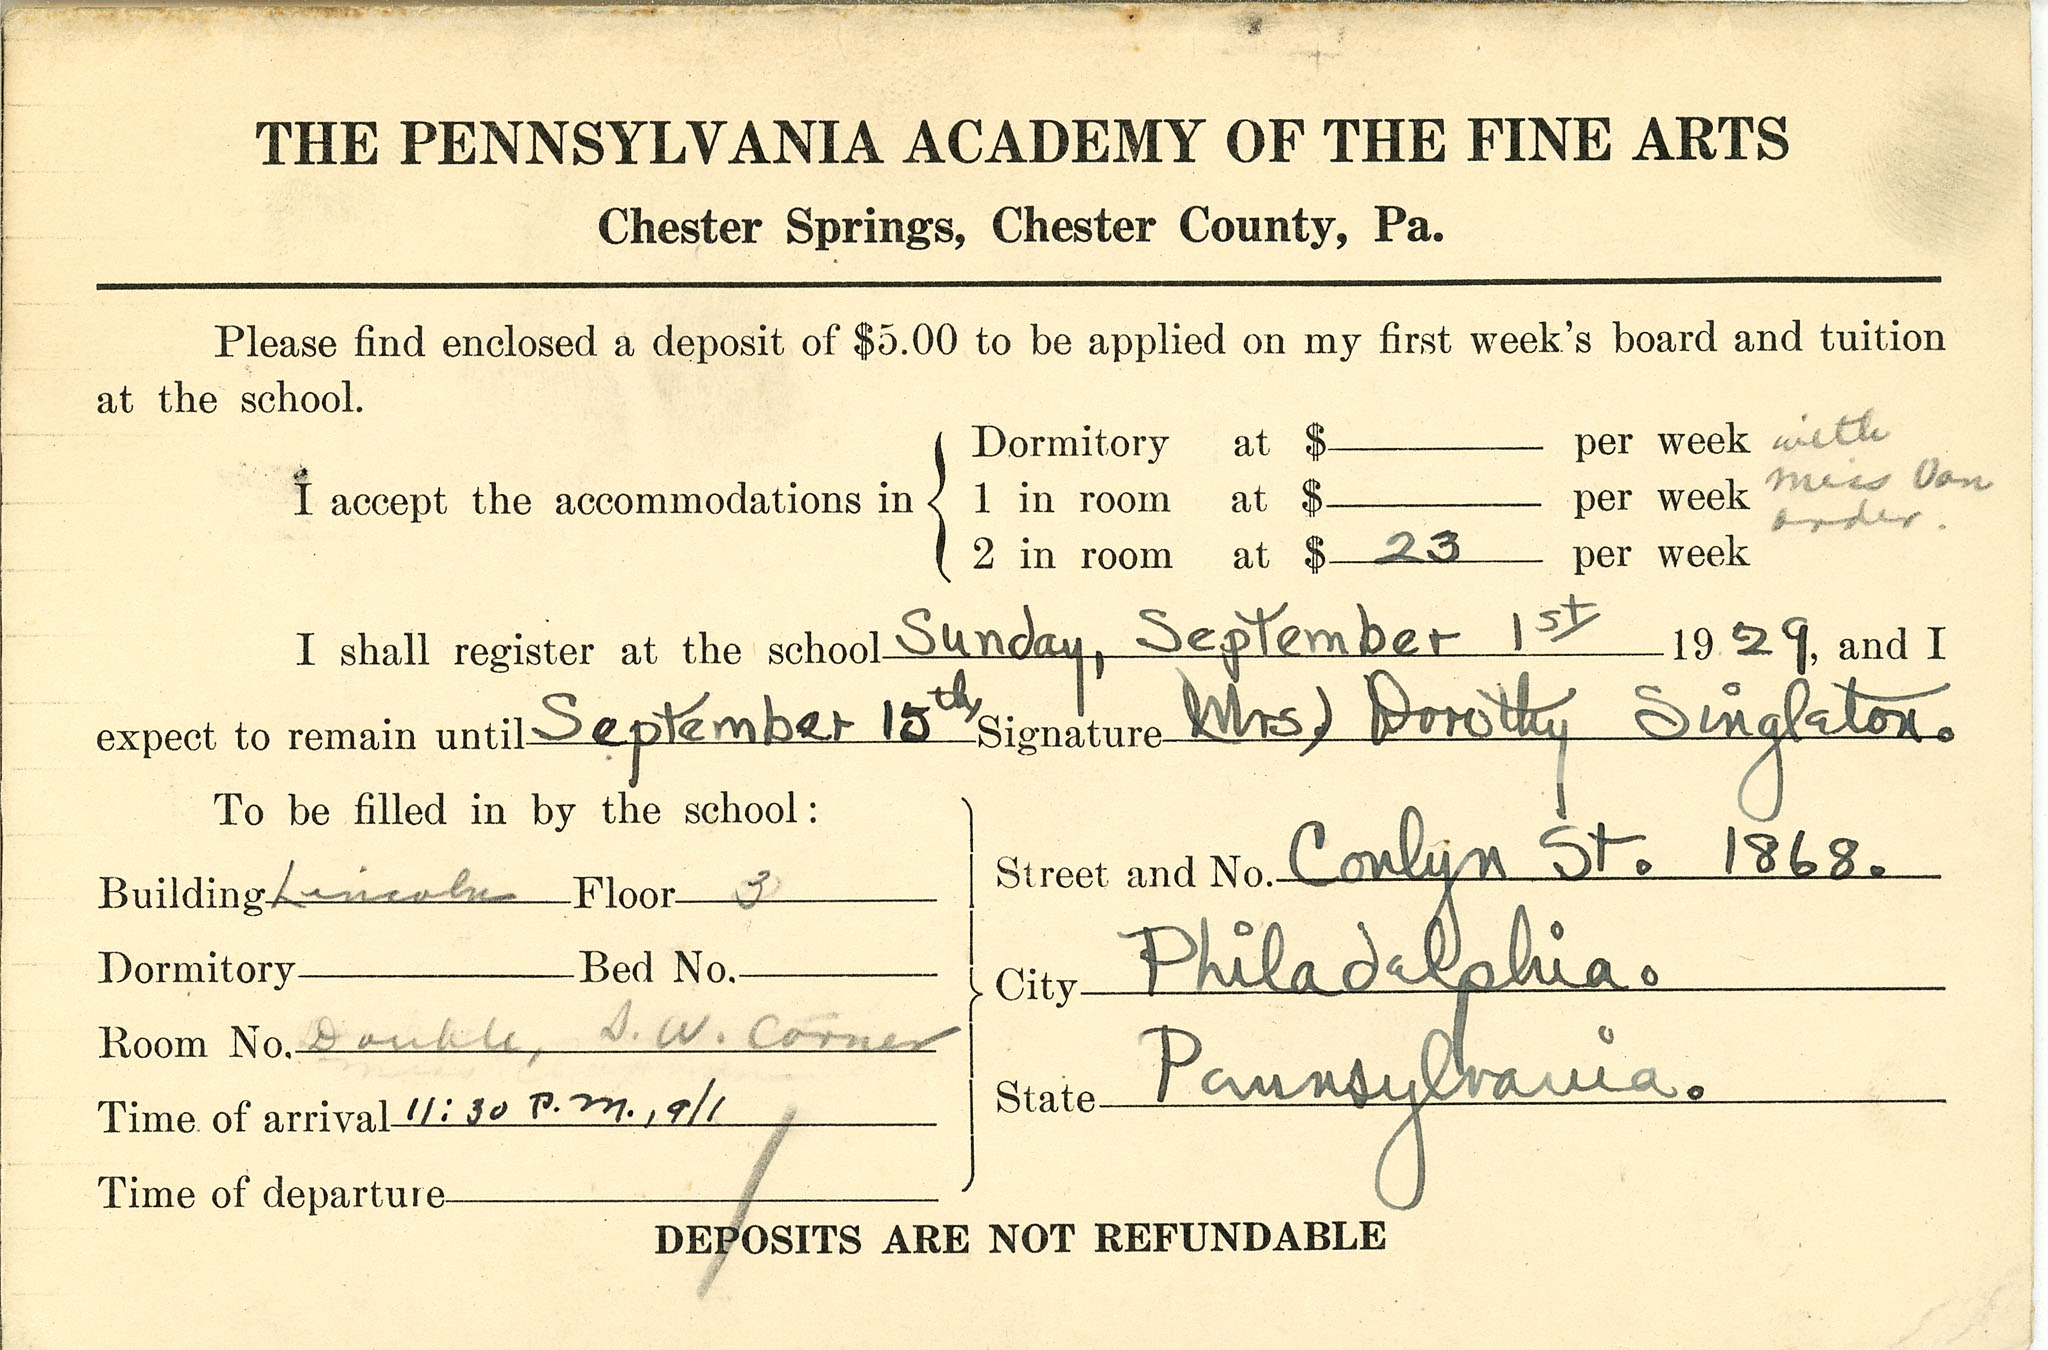 THE PENNSYLVANIA ACADEMY OF THE FINE ARTS
Chester Springs, Chester County, Pa.
Please find enclosed a deposit of $5.00 to be applied on my first week's board and tuition
at the school.
I accept the accommodations in
Dormitory at $ per week
1 in room at $ per week
2 in room at $ 23 per week
with
Miss Van
order.
I shall register at the school Sunday, September 1st 1929, and I
expect to remain until September 15th, Signature (Mrs) Dorothy Singleton.
To be filled in by the school:
Building Lincoln Floor 3
Dormitory Bed No.
Room No. Double, S.W. Corner
Time of arrival 11:30 P.M., 9/1
Time of departure
Street and No. Conlyn St. 1868.
City Philadelphia.
State Pennsylvania.
DEPOSITS ARE NOT REFUNDABLE